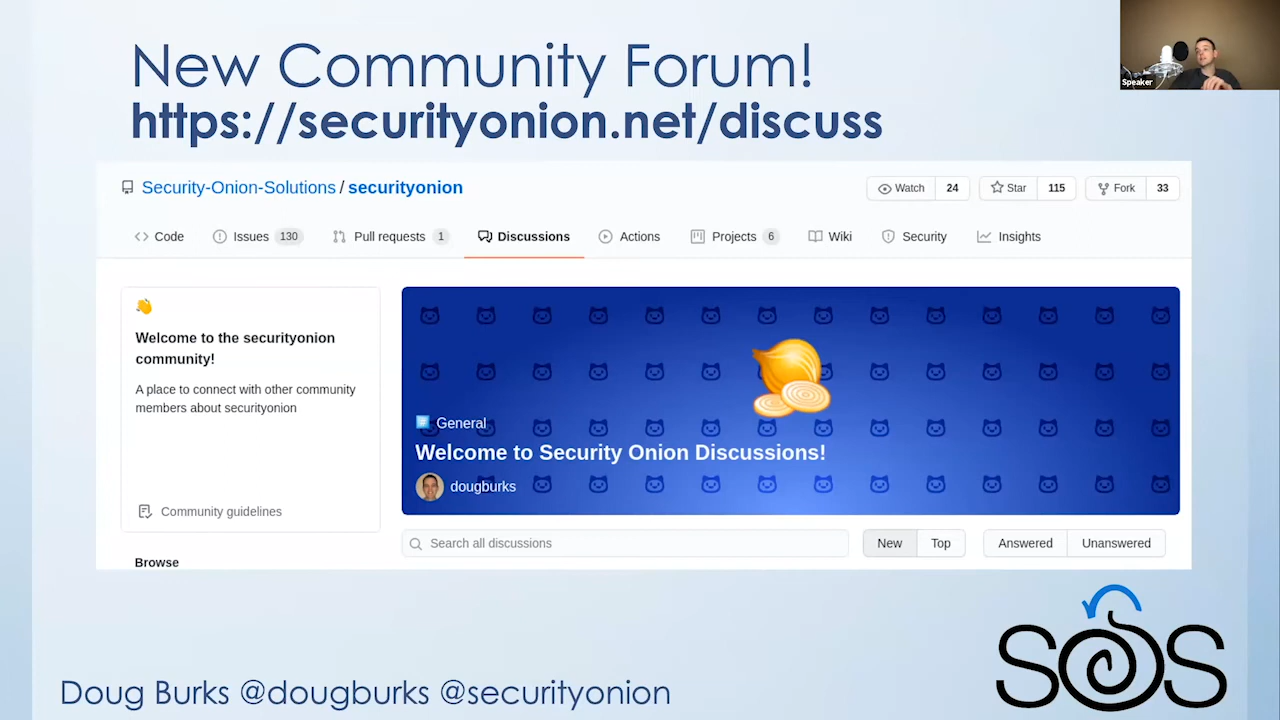 New Community Forum!
https://securityonion.net/discuss
Speaker
Security-Onion-Solutions / securityonion
Watch 24 Star 115 Fork 33
Code Issues 130 Pull requests 1 Discussions Actions Projects 6 Wiki Security Insights
Welcome to the securityonion
community!
A place to connect with other community
members about securityonion
Community guidelines
Browse
General
Welcome to Security Onion Discussions!
dougburks
Search all discussions New Top Answered Unanswered
SOS
Doug Burks @dougburks @securityonion